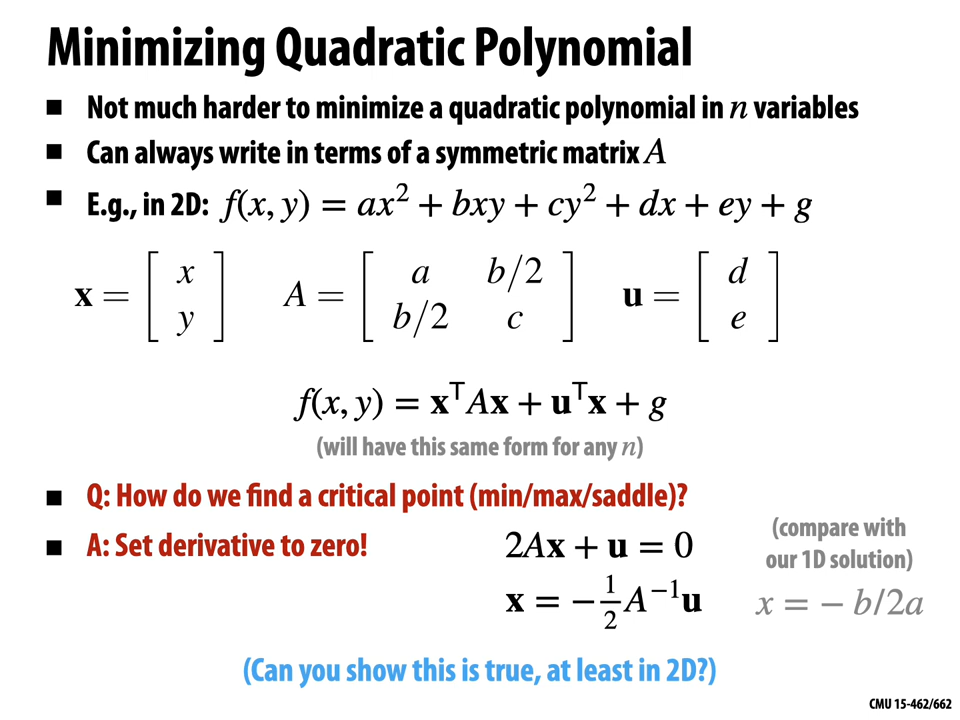 Minimizing Quadratic Polynomial
■ Not much harder to minimize a quadratic polynomial in n variables
■ Can always write in terms of a symmetric matrix A
■ E.g., in 2D: f(x, y) = ax² + bxy + cy² + dx + ey + g
x = [ x y ] A = [ a b/2 b/2 c ] u = [ d e ]
f(x, y) = xᵀAx + uᵀx + g
(will have this same form for any n)
■ Q: How do we find a critical point (min/max/saddle)?
■ A: Set derivative to zero! 2Ax + u = 0
x = −½A⁻¹u
(compare with
our 1D solution)
x = − b/2a
(Can you show this is true, at least in 2D?)
CMU 15-462/662